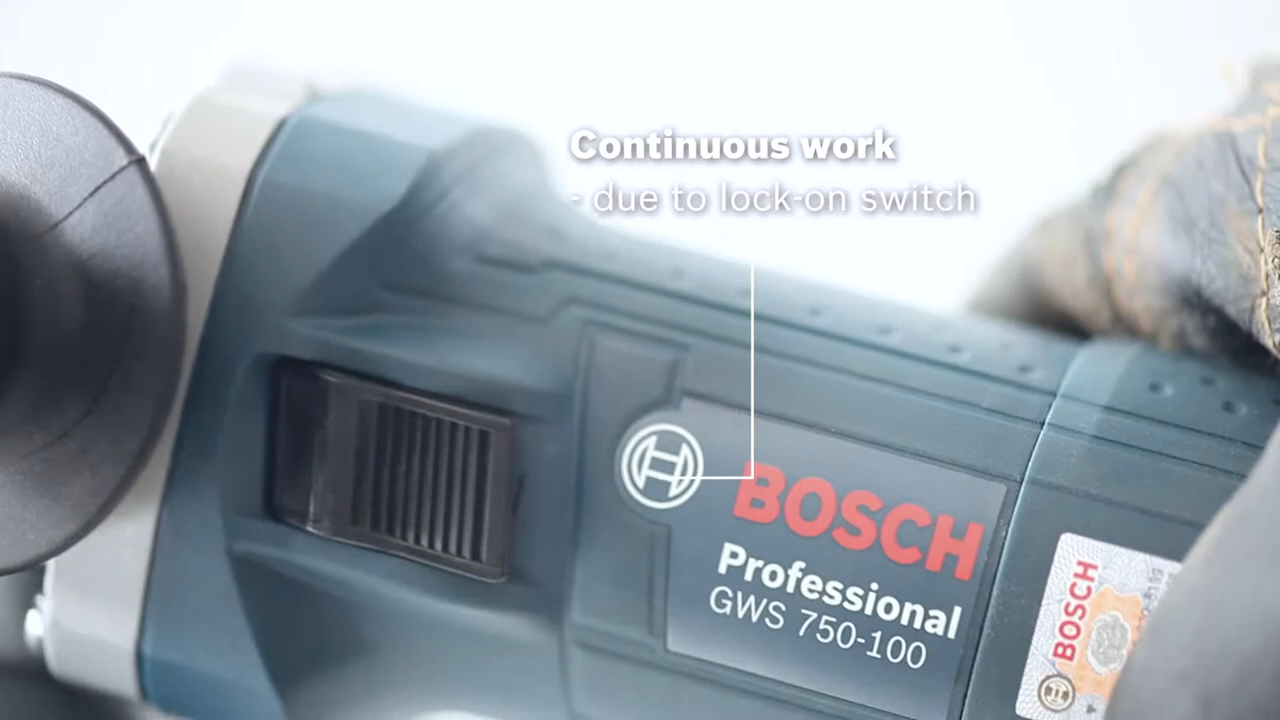 Continuous work
- due to lock-on switch
BOSCH
Professional
GWS 750-100
BOSCH